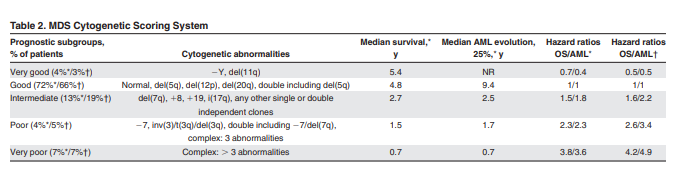 Table 2. MDS Cytogenetic Scoring System
Prognostic subgroups, Median survival,* Median AML evolution, Hazard ratios Hazard ratios
% of patients Cytogenetic abnormalities y 25%,* y OS/AML* OS/AML†
Very good (4%*/3%†) −Y, del(11q) 5.4 NR 0.7/0.4 0.5/0.5
Good (72%*/66%†) Normal, del(5q), del(12p), del(20q), double including del(5q) 4.8 9.4 1/1 1/1
Intermediate (13%*/19%†) del(7q), +8, +19, i(17q), any other single or double 2.7 2.5 1.5/1.8 1.6/2.2
independent clones
Poor (4%*/5%†) −7, inv(3)/t(3q)/del(3q), double including −7/del(7q), 1.5 1.7 2.3/2.3 2.6/3.4
complex: 3 abnormalities
Very poor (7%*/7%†) Complex: > 3 abnormalities 0.7 0.7 3.8/3.6 4.2/4.9